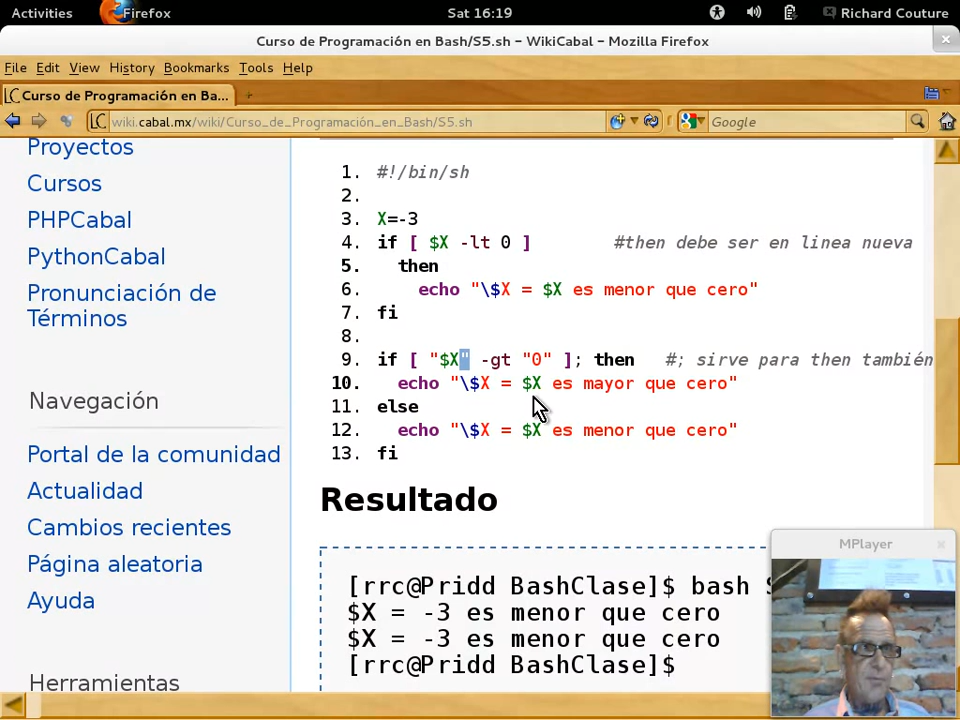 Activities Firefox Sat 16:19 Richard Couture
Curso de Programación en Bash/S5.sh – WikiCabal – Mozilla Firefox
File Edit View History Bookmarks Tools Help
Curso de Programación en Ba...
wiki.cabal.mx/wiki/Curso_de_Programación_en_Bash/S5.sh Google
Proyectos
Cursos
PHPCabal
PythonCabal
Pronunciación de
Términos
Navegación
Portal de la comunidad
Actualidad
Cambios recientes
Página aleatoria
Ayuda
Herramientas
1. #!/bin/sh
2.
3. X=-3
4. if [ $X -lt 0 ] #then debe ser en linea nueva
5. then
6. echo "\$X = $X es menor que cero"
7. fi
8.
9. if [ "$X" -gt "0" ]; then #; sirve para then también
10. echo "\$X = $X es mayor que cero"
11. else
12. echo "\$X = $X es menor que cero"
13. fi
Resultado
[rrc@Pridd BashClase]$ bash
$X = -3 es menor que cero
$X = -3 es menor que cero
[rrc@Pridd BashClase]$
MPlayer